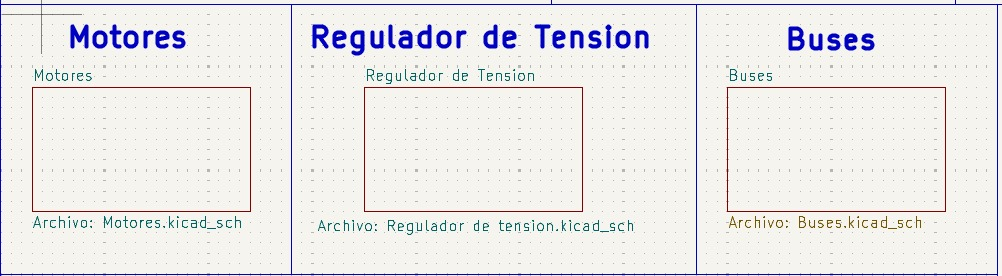 Motores
Regulador de Tension
Buses
Motores
Regulador de Tension
Buses
Archivo: Motores.kicad_sch
Archivo: Regulador de tension.kicad_sch
Archivo: Buses.kicad_sch